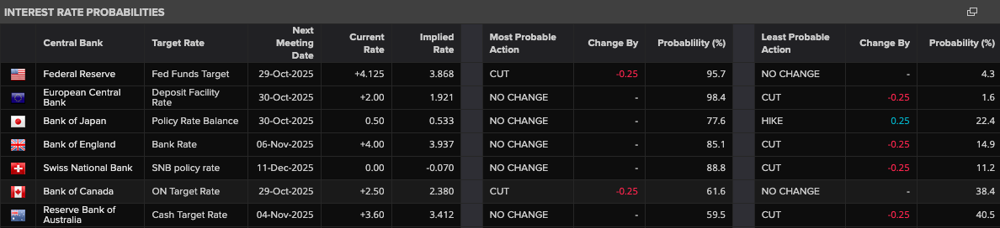 INTEREST RATE PROBABILITIES
Central Bank Target Rate Next Meeting Date Current Rate Implied Rate Most Probable Action Change By Probablility (%) Least Probable Action Change By Probability (%)
Federal Reserve Fed Funds Target 29-Oct-2025 +4.125 3.868 CUT -0.25 95.7 NO CHANGE - 4.3
European Central Bank Deposit Facility Rate 30-Oct-2025 +2.00 1.921 NO CHANGE - 98.4 CUT -0.25 1.6
Bank of Japan Policy Rate Balance 30-Oct-2025 0.50 0.533 NO CHANGE - 77.6 HIKE 0.25 22.4
Bank of England Bank Rate 06-Nov-2025 +4.00 3.937 NO CHANGE - 85.1 CUT -0.25 14.9
Swiss National Bank SNB policy rate 11-Dec-2025 0.00 -0.070 NO CHANGE - 88.8 CUT -0.25 11.2
Bank of Canada ON Target Rate 29-Oct-2025 +2.50 2.380 CUT -0.25 61.6 NO CHANGE - 38.4
Reserve Bank of Australia Cash Target Rate 04-Nov-2025 +3.60 3.412 NO CHANGE - 59.5 CUT -0.25 40.5